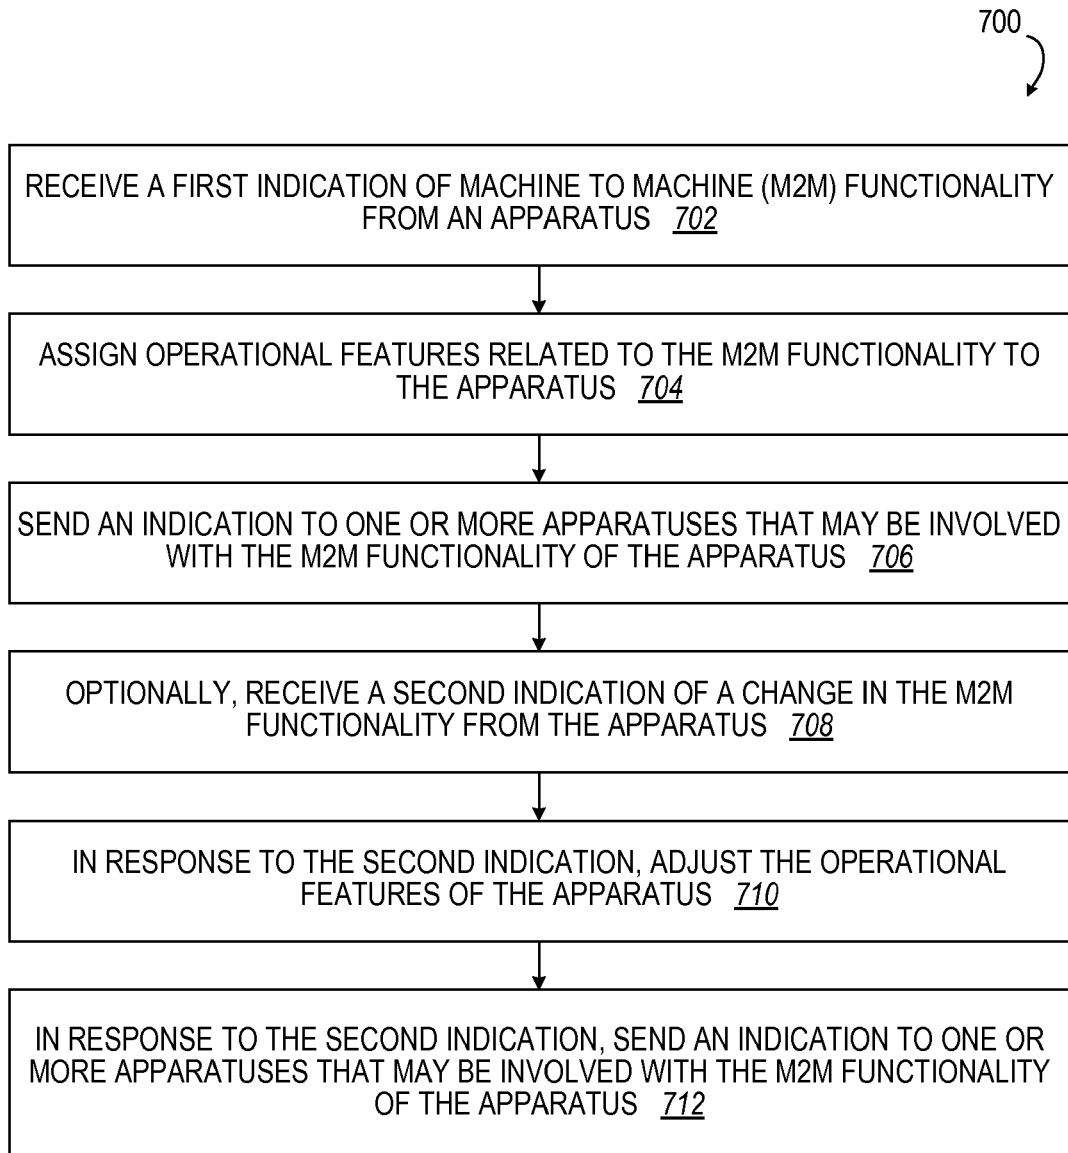 700
RECEIVE A FIRST INDICATION OF MACHINE TO MACHINE (M2M) FUNCTIONALITY
FROM AN APPARATUS 702
ASSIGN OPERATIONAL FEATURES RELATED TO THE M2M FUNCTIONALITY TO
THE APPARATUS 704
SEND AN INDICATION TO ONE OR MORE APPARATUSES THAT MAY BE INVOLVED
WITH THE M2M FUNCTIONALITY OF THE APPARATUS 706
OPTIONALLY, RECEIVE A SECOND INDICATION OF A CHANGE IN THE M2M
FUNCTIONALITY FROM THE APPARATUS 708
IN RESPONSE TO THE SECOND INDICATION, ADJUST THE OPERATIONAL
FEATURES OF THE APPARATUS 710
IN RESPONSE TO THE SECOND INDICATION, SEND AN INDICATION TO ONE OR
MORE APPARATUSES THAT MAY BE INVOLVED WITH THE M2M FUNCTIONALITY
OF THE APPARATUS 712